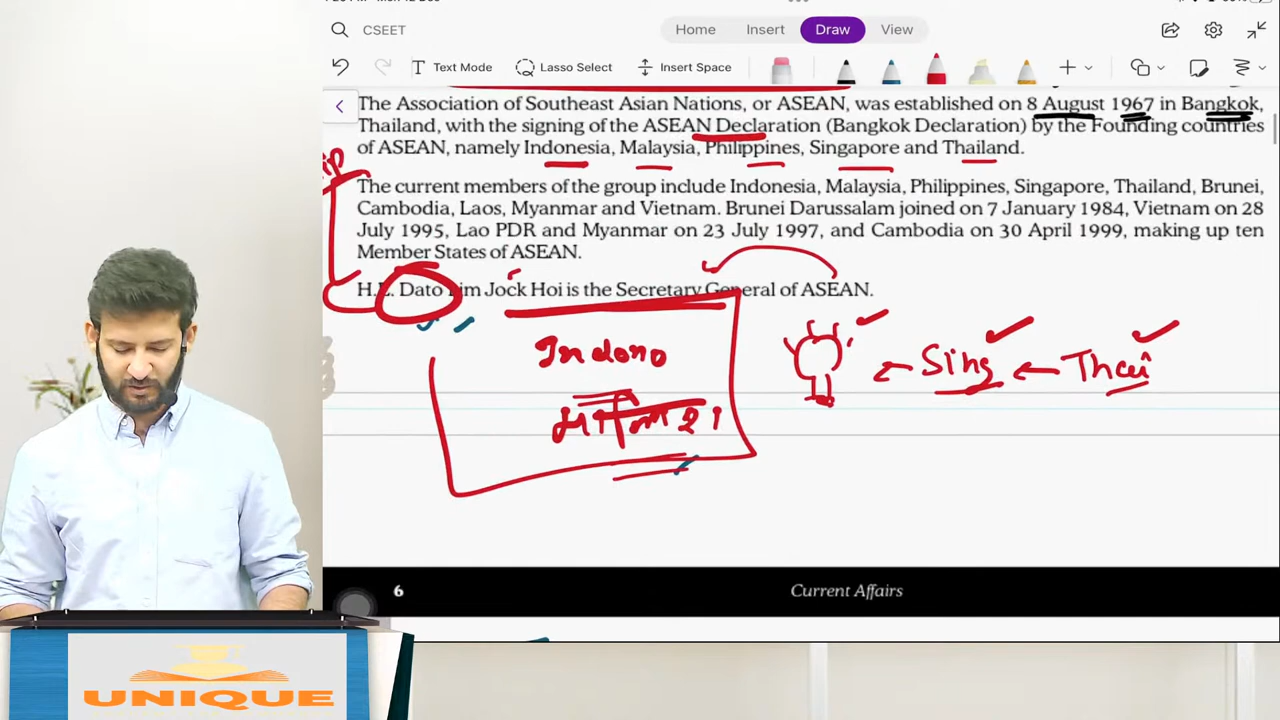 CSEET
Home Insert Draw View
Text Mode Lasso Select Insert Space
The Association of Southeast Asian Nations, or ASEAN, was established on 8 August 1967 in Bangkok,
Thailand, with the signing of the ASEAN Declaration (Bangkok Declaration) by the Founding countries
of ASEAN, namely Indonesia, Malaysia, Philippines, Singapore and Thailand.
The current members of the group include Indonesia, Malaysia, Philippines, Singapore, Thailand, Brunei,
Cambodia, Laos, Myanmar and Vietnam. Brunei Darussalam joined on 7 January 1984, Vietnam on 28
July 1995, Lao PDR and Myanmar on 23 July 1997, and Cambodia on 30 April 1999, making up ten
Member States of ASEAN.
H.E. Dato Lim Jock Hoi is the Secretary General of ASEAN.
Sing Thai
6 Current Affairs
UNIQUE